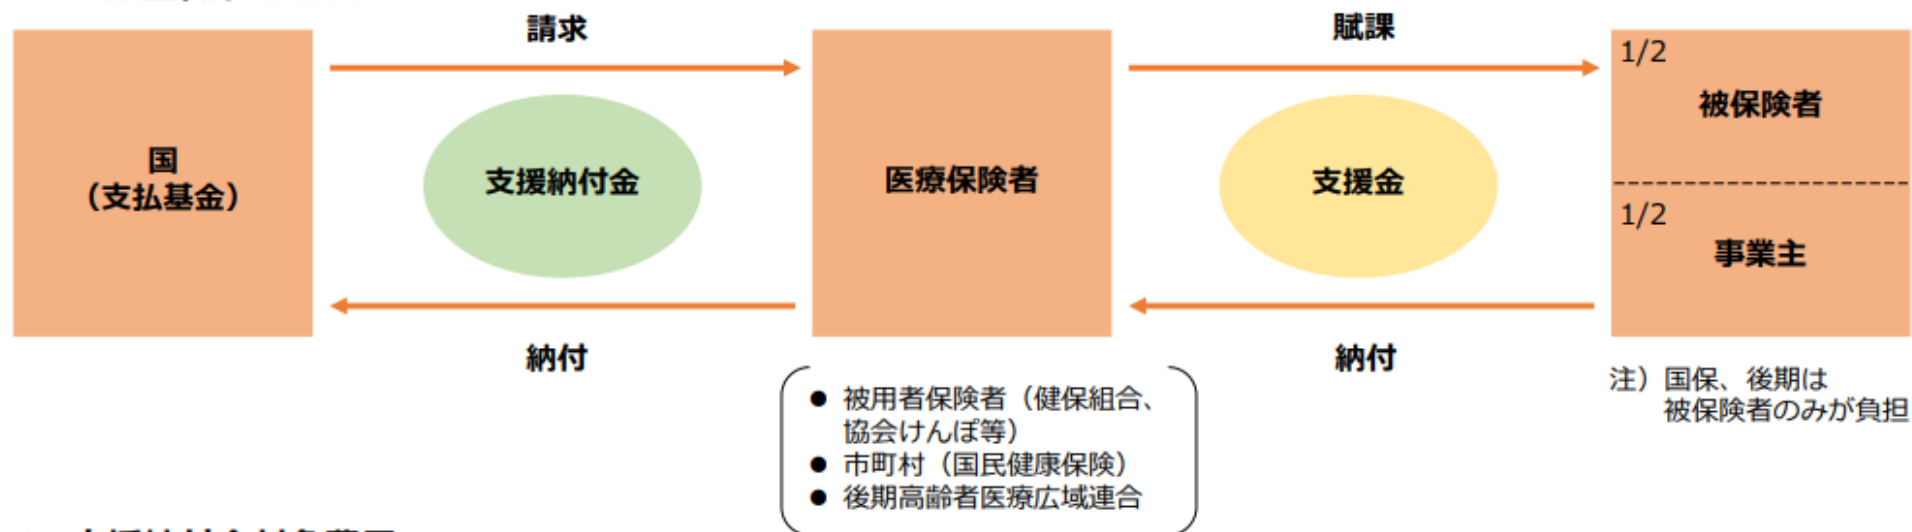 請求
賦課
国
（支払基金）
支援納付金
医療保険者
支援金
1/2
被保険者
1/2
事業主
納付
納付
● 被用者保険者（健保組合、
協会けんぽ等）
● 市町村（国民健康保険）
● 後期高齢者医療広域連合
注）国保、後期は
被保険者のみが負担